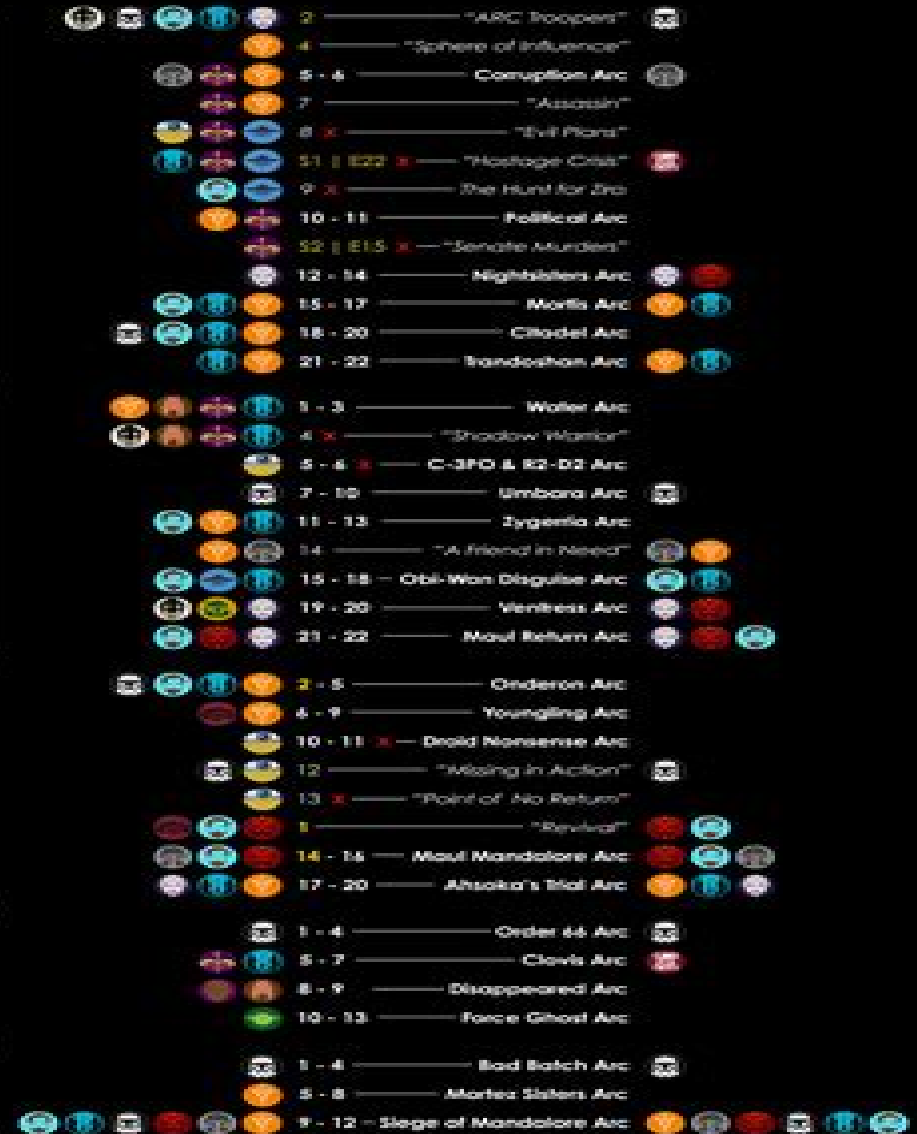 2 "ARC Troopers"
4 "Sphere of Influence"
5 - 6 Corruption Arc
7 "Assassin"
8 X "Evil Plans"
S1 | E22 X "Hostage Crisis"
9 X The Hunt for Ziro
10 - 11 Political Arc
S2 | E15 X "Senate Murders"
12 - 14 Nightsisters Arc
15 - 17 Mortis Arc
18 - 20 Citadel Arc
21 - 22 Trandoshan Arc
1 - 3 Water Arc
4 X "Shadow Warrior"
5 - 6 X C-3PO & R2-D2 Arc
7 - 10 Umbara Arc
11 - 13 Zygerria Arc
14 "A Friend in Need"
15 - 18 Obi-Wan Disguise Arc
19 - 20 Ventress Arc
21 - 22 Maul Return Arc
2 - 5 Onderon Arc
6 - 9 Youngling Arc
10 - 11 X Droid Nonsense Arc
12 "Missing in Action"
13 X "Point of No Return"
1 "Revival"
14 - 16 Maul Mandalore Arc
17 - 20 Ahsoka's Trial Arc
1 - 4 Order 66 Arc
5 - 7 Clovis Arc
8 - 9 Disappeared Arc
10 - 13 Force Ghost Arc
1 - 4 Bad Batch Arc
5 - 8 Martez Sisters Arc
9 - 12 Siege of Mandalore Arc